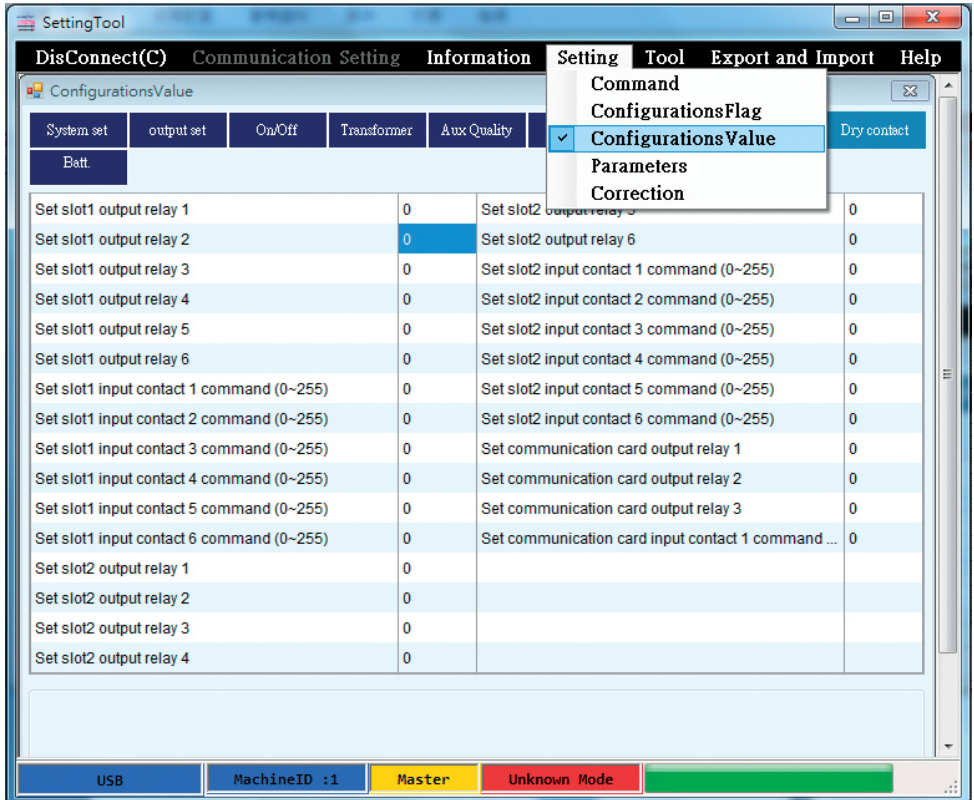 SettingTool
DisConnect(C) Communication Setting Information Setting Tool Export and Import Help
ConfigurationsValue
Command
ConfigurationsFlag
ConfigurationsValue
Parameters
Correction
System set output set On/Off Transformer Aux Quality Dry contact
Batt.
Set slot1 output relay 1 0 Set slot2 output relay 5 0
Set slot1 output relay 2 0 Set slot2 output relay 6 0
Set slot1 output relay 3 0 Set slot2 input contact 1 command (0~255) 0
Set slot1 output relay 4 0 Set slot2 input contact 2 command (0~255) 0
Set slot1 output relay 5 0 Set slot2 input contact 3 command (0~255) 0
Set slot1 output relay 6 0 Set slot2 input contact 4 command (0~255) 0
Set slot1 input contact 1 command (0~255) 0 Set slot2 input contact 5 command (0~255) 0
Set slot1 input contact 2 command (0~255) 0 Set slot2 input contact 6 command (0~255) 0
Set slot1 input contact 3 command (0~255) 0 Set communication card output relay 1 0
Set slot1 input contact 4 command (0~255) 0 Set communication card output relay 2 0
Set slot1 input contact 5 command (0~255) 0 Set communication card output relay 3 0
Set slot1 input contact 6 command (0~255) 0 Set communication card input contact 1 command ... 0
Set slot2 output relay 1 0
Set slot2 output relay 2 0
Set slot2 output relay 3 0
Set slot2 output relay 4 0
USB MachineID :1 Master Unknown Mode